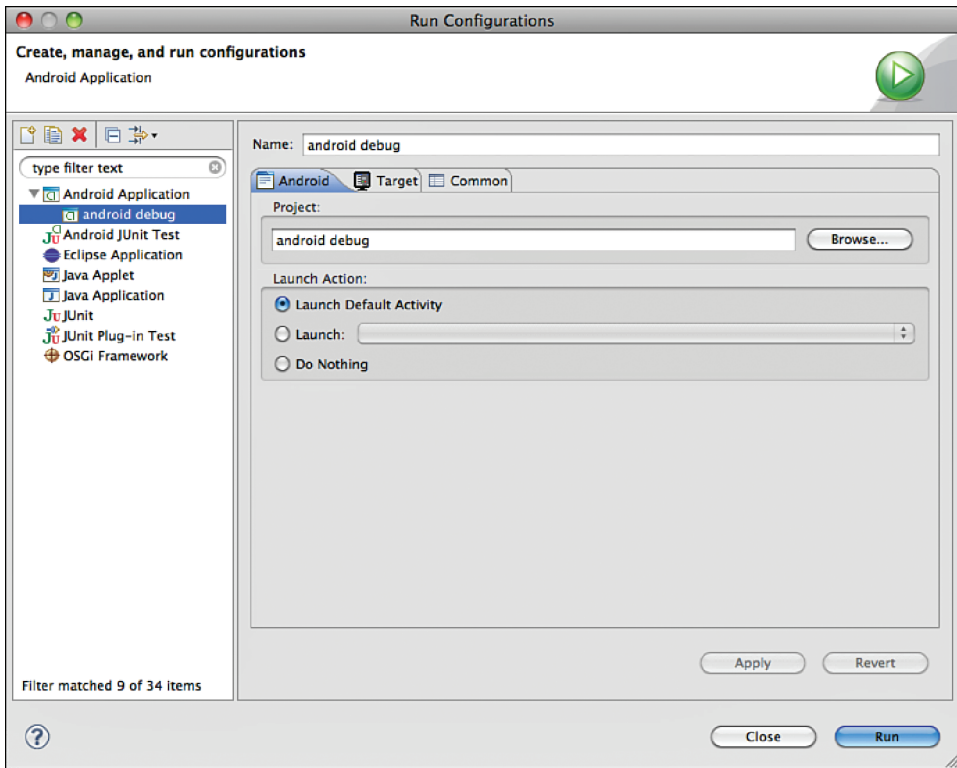 Run Configurations
Create, manage, and run configurations
Android Application
type filter text
Android Application
android debug
Android JUnit Test
Eclipse Application
Java Applet
Java Application
JUnit
JUnit Plug-in Test
OSGi Framework
Filter matched 9 of 34 items
Name: android debug
Android Target Common
Project:
android debug Browse...
Launch Action:
Launch Default Activity
Launch:
Do Nothing
Apply Revert
? Close Run